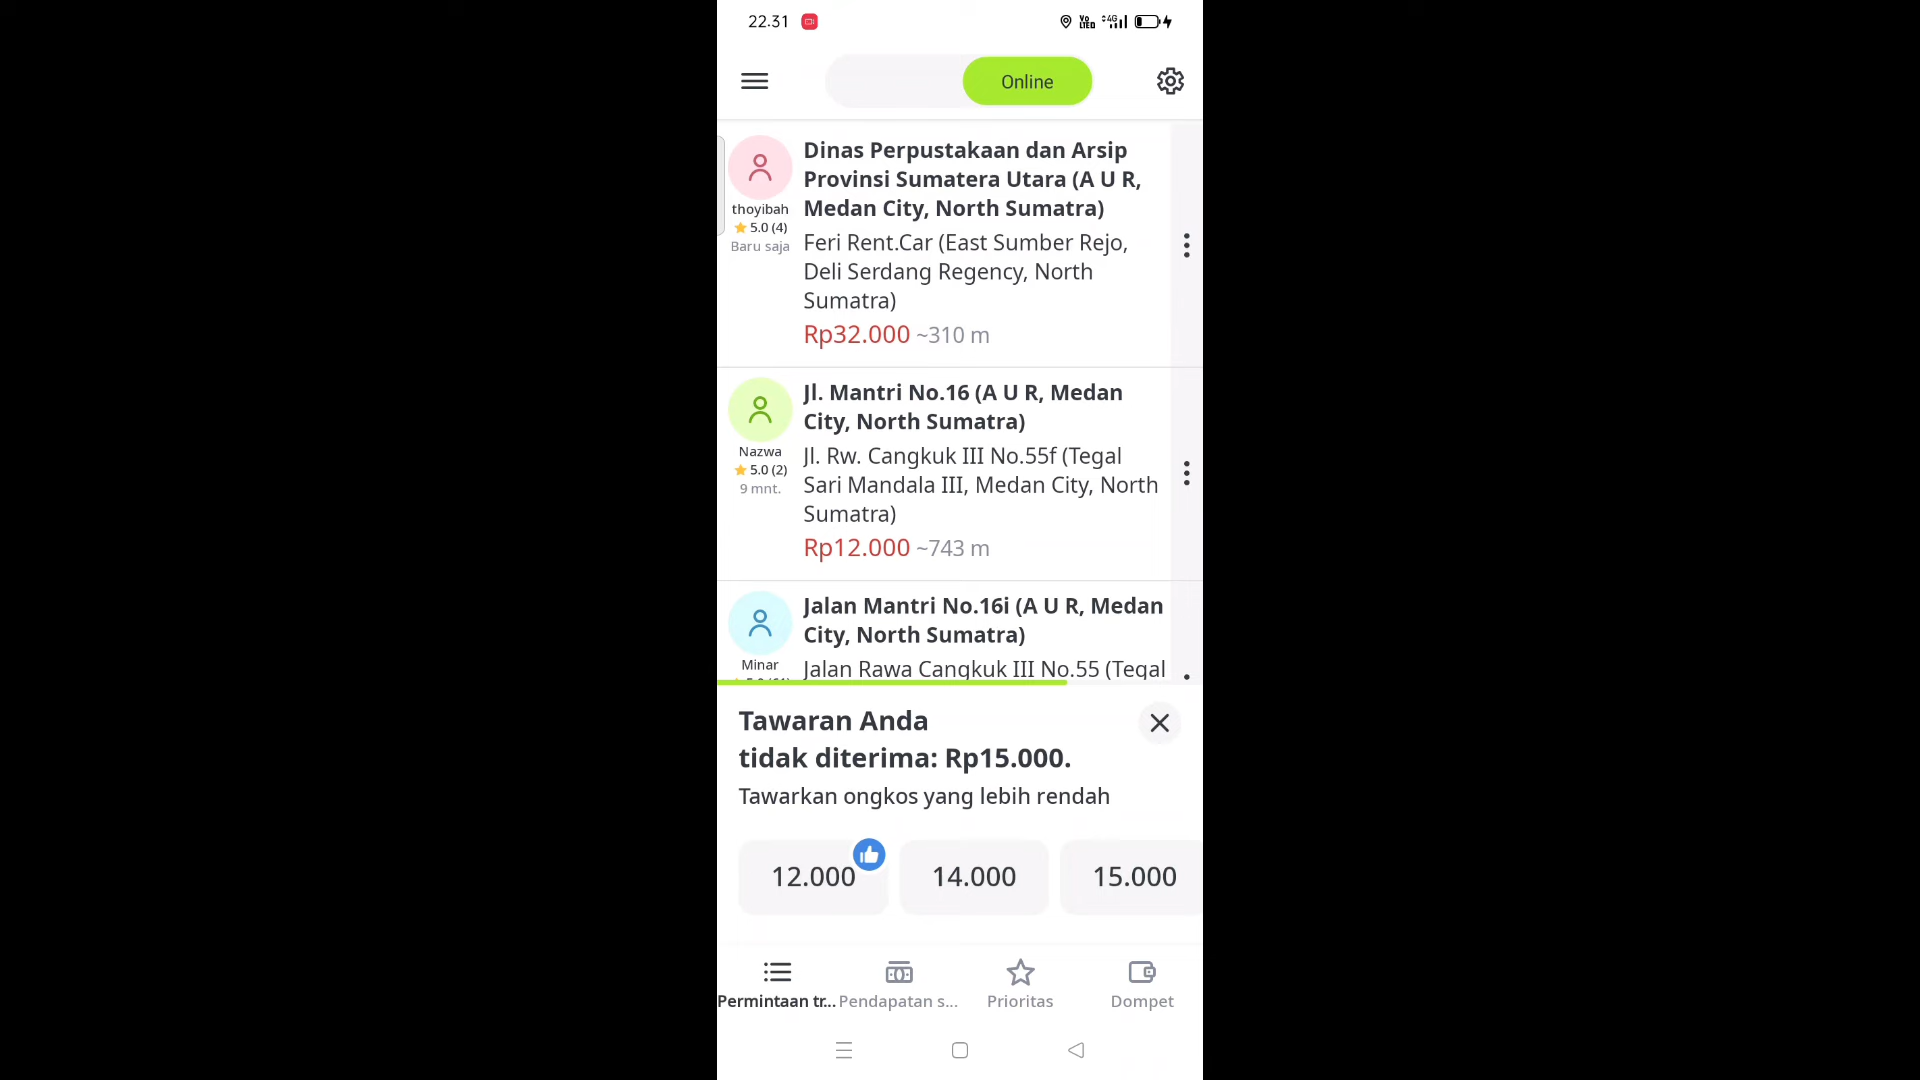 22.31
VoLTE 4G
Online
Dinas Perpustakaan dan Arsip
Provinsi Sumatera Utara (A U R,
Medan City, North Sumatra)
thoyibah
5.0 (4)
Baru saja
Feri Rent.Car (East Sumber Rejo,
Deli Serdang Regency, North
Sumatra)
Rp32.000 ~310 m
Jl. Mantri No.16 (A U R, Medan
City, North Sumatra)
Nazwa
5.0 (2)
9 mnt.
Jl. Rw. Cangkuk III No.55f (Tegal
Sari Mandala III, Medan City, North
Sumatra)
Rp12.000 ~743 m
Jalan Mantri No.16i (A U R, Medan
City, North Sumatra)
Minar
Jalan Rawa Cangkuk III No.55 (Tegal
Tawaran Anda
tidak diterima: Rp15.000.
Tawarkan ongkos yang lebih rendah
12.000 14.000 15.000
Permintaan tr... Pendapatan s... Prioritas Dompet